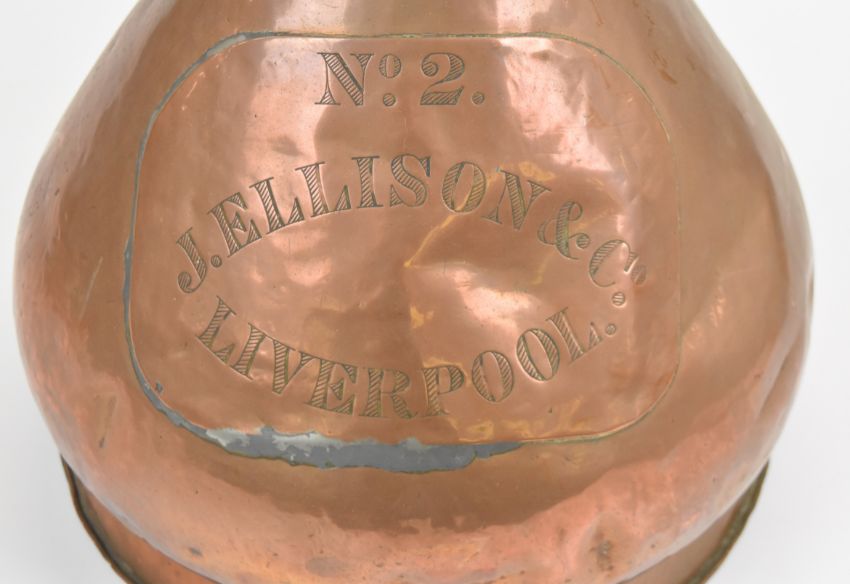 No. 2.
J. ELLISON & Co.
LIVERPOOL.